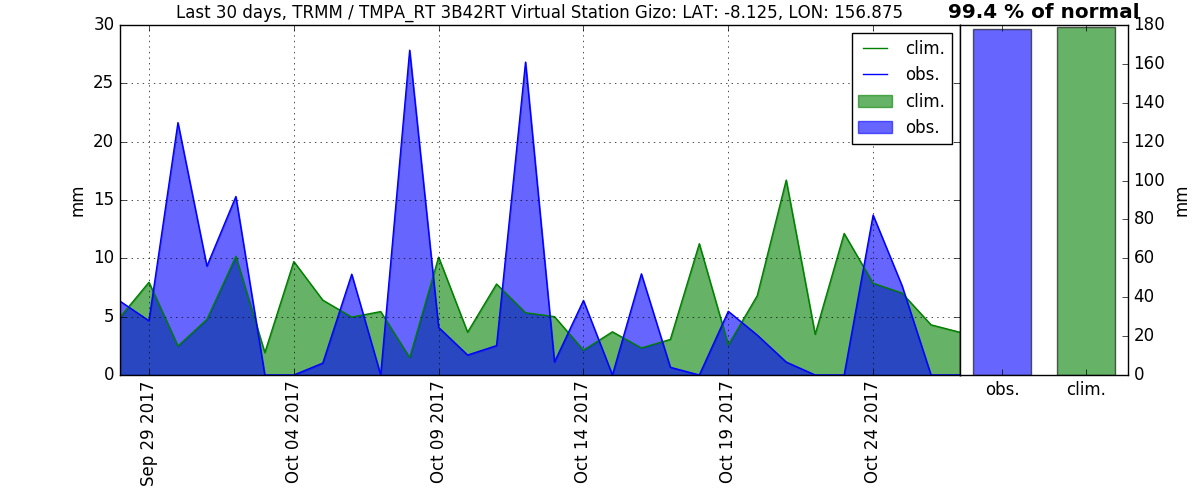 Last 30 days, TRMM / TMPA_RT 3B42RT Virtual Station Gizo: LAT: -8.125, LON: 156.875
99.4 % of normal
mm
30
25
20
15
10
5
0
clim.
obs.
clim.
obs.
180
160
140
120
100
80
60
40
20
0
mm
Sep 29 2017
Oct 04 2017
Oct 09 2017
Oct 14 2017
Oct 19 2017
Oct 24 2017
obs.
clim.